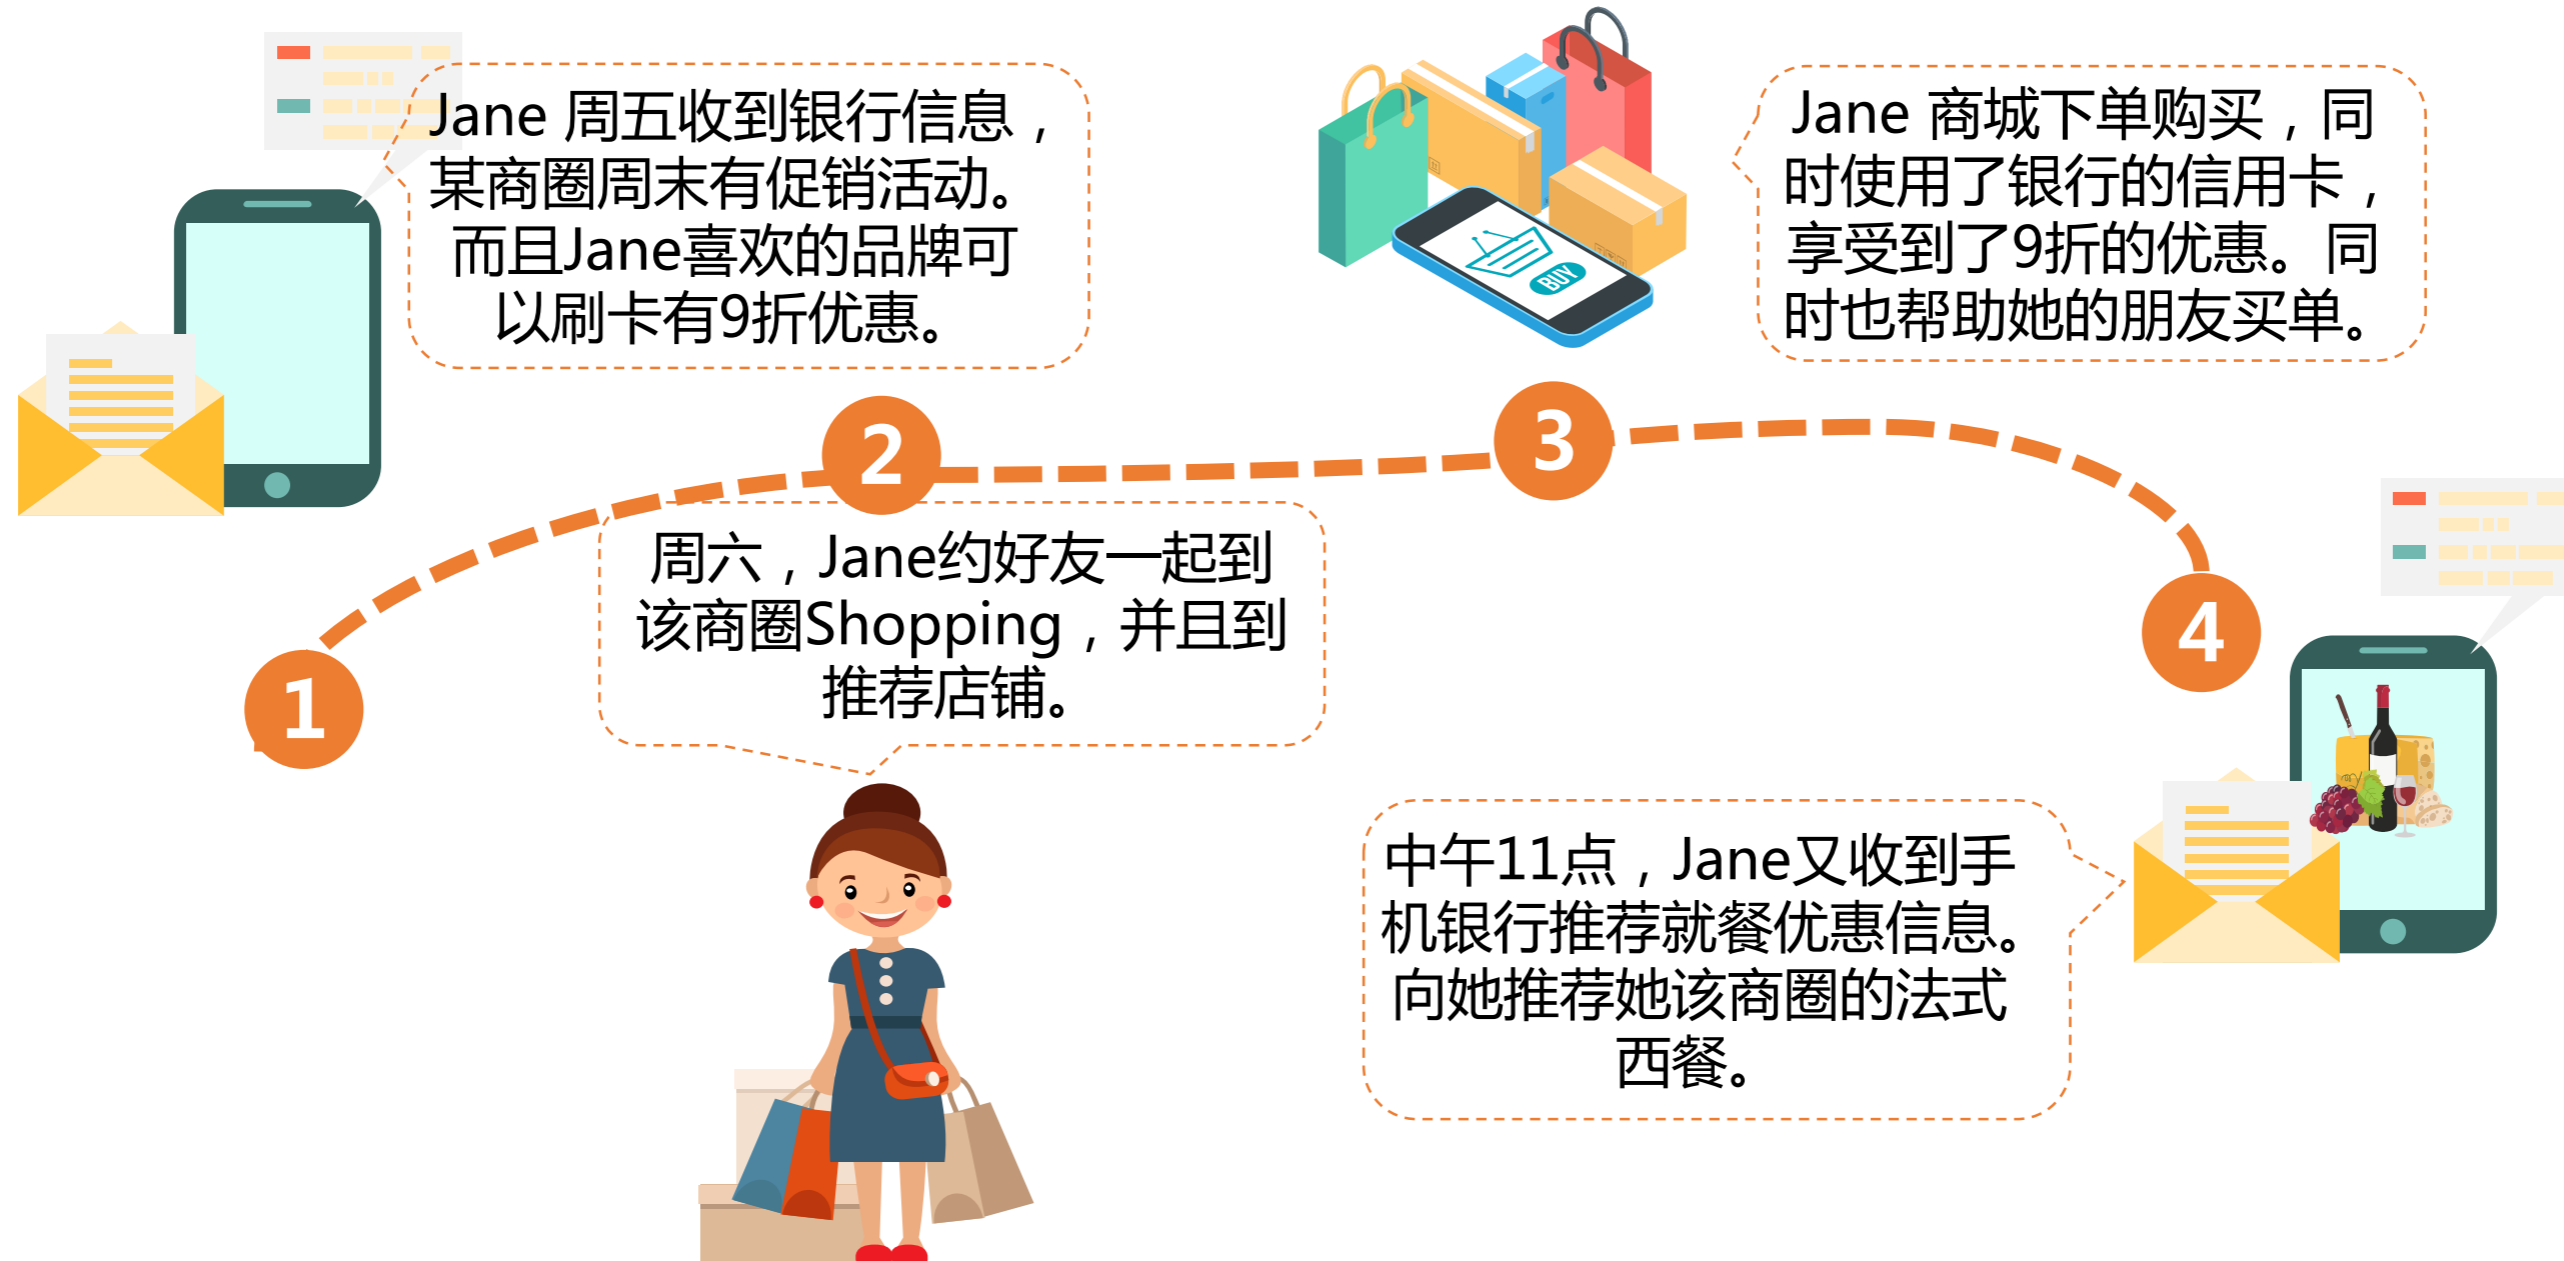 Jane 周五收到银行信息，
某商圈周末有促销活动。
而且Jane喜欢的品牌可
以刷卡有9折优惠。
1
2
周六，Jane约好友一起到
该商圈Shopping，并且到
推荐店铺。
3
BUY
Jane 商城下单购买，同
时使用了银行的信用卡，
享受到了9折的优惠。同
时也帮助她的朋友买单。
4
中午11点，Jane又收到手
机银行推荐就餐优惠信息。
向她推荐她该商圈的法式
西餐。